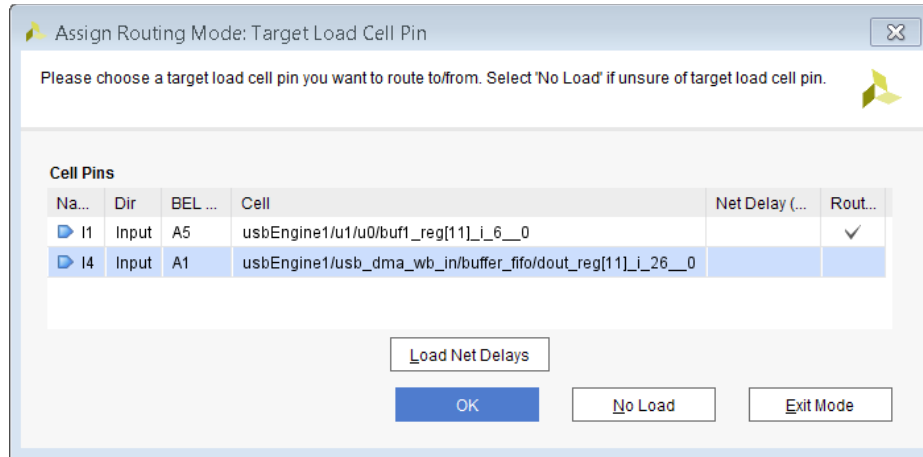 Assign Routing Mode: Target Load Cell Pin
Please choose a target load cell pin you want to route to/from. Select 'No Load' if unsure of target load cell pin.
Cell Pins
Na... Dir BEL ... Cell Net Delay (... Rout...
I1 Input A5 usbEngine1/u1/u0/buf1_reg[11]_i_6__0
I4 Input A1 usbEngine1/usb_dma_wb_in/buffer_fifo/dout_reg[11]_i_26__0
Load Net Delays
OK No Load Exit Mode